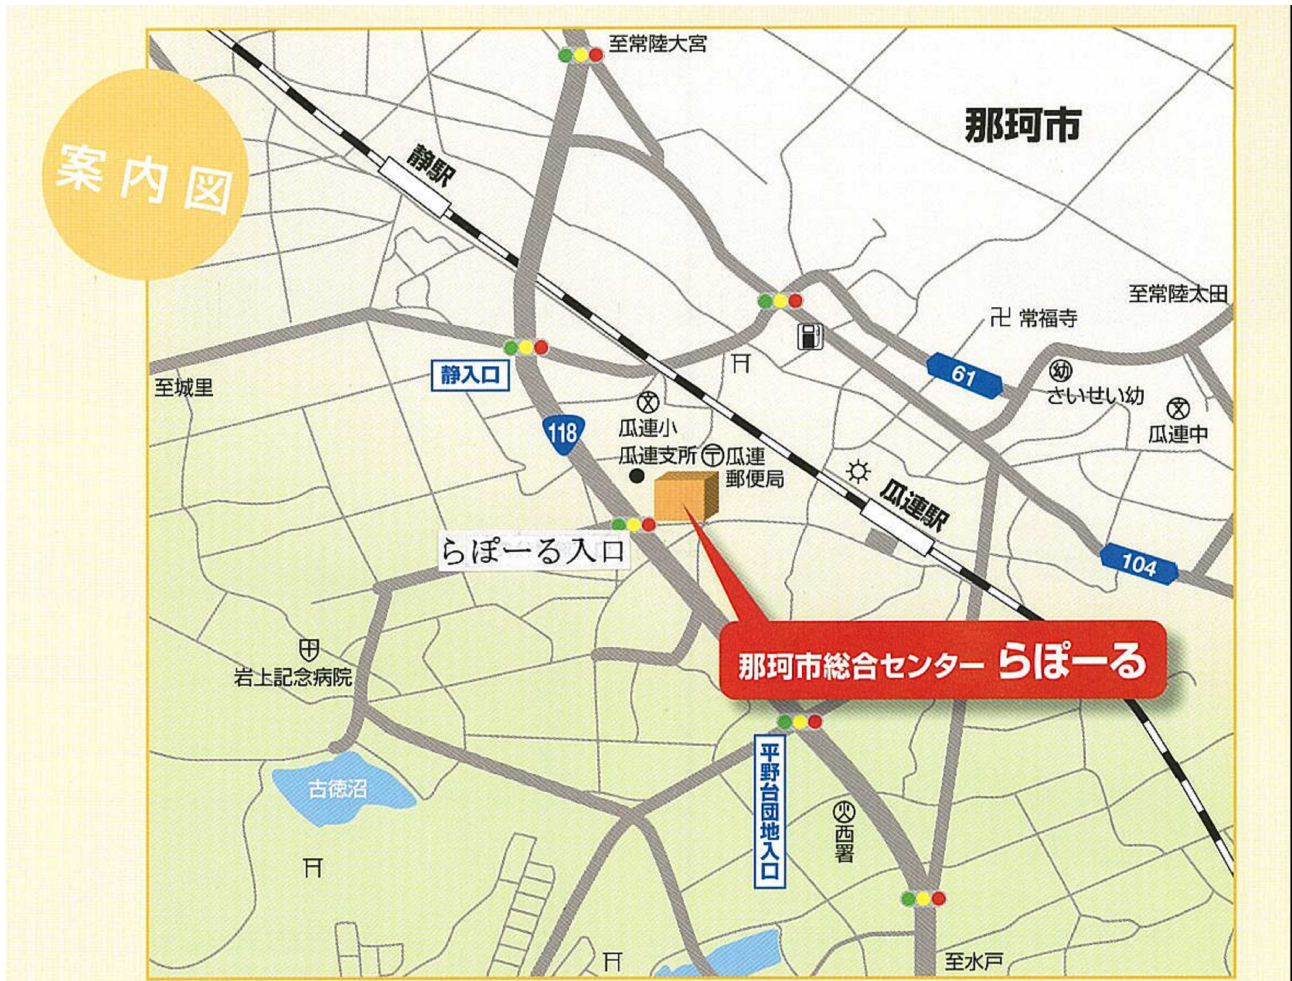 案内図
至常陸大宮
那珂市
静駅
至常陸太田
卍 常福寺
静入口
61
幼
さいせい幼
至城里
文
瓜連小
文
瓜連中
118
瓜連支所
〒瓜連
郵便局
瓜連駅
らぽーる入口
104
那珂市総合センター らぽーる
岩上記念病院
平野台団地入口
古徳沼
火
西署
至水戸